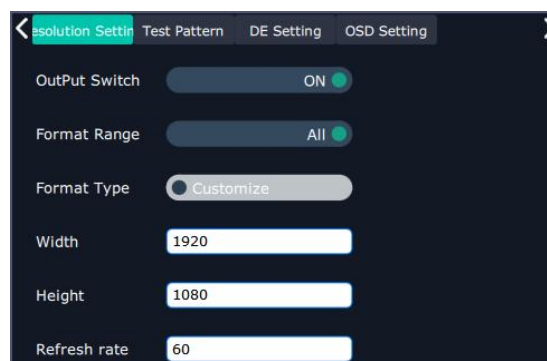 esolution Settin Test Pattern DE Setting OSD Setting
OutPut Switch ON
Format Range All
Format Type Customize
Width 1920
Height 1080
Refresh rate 60